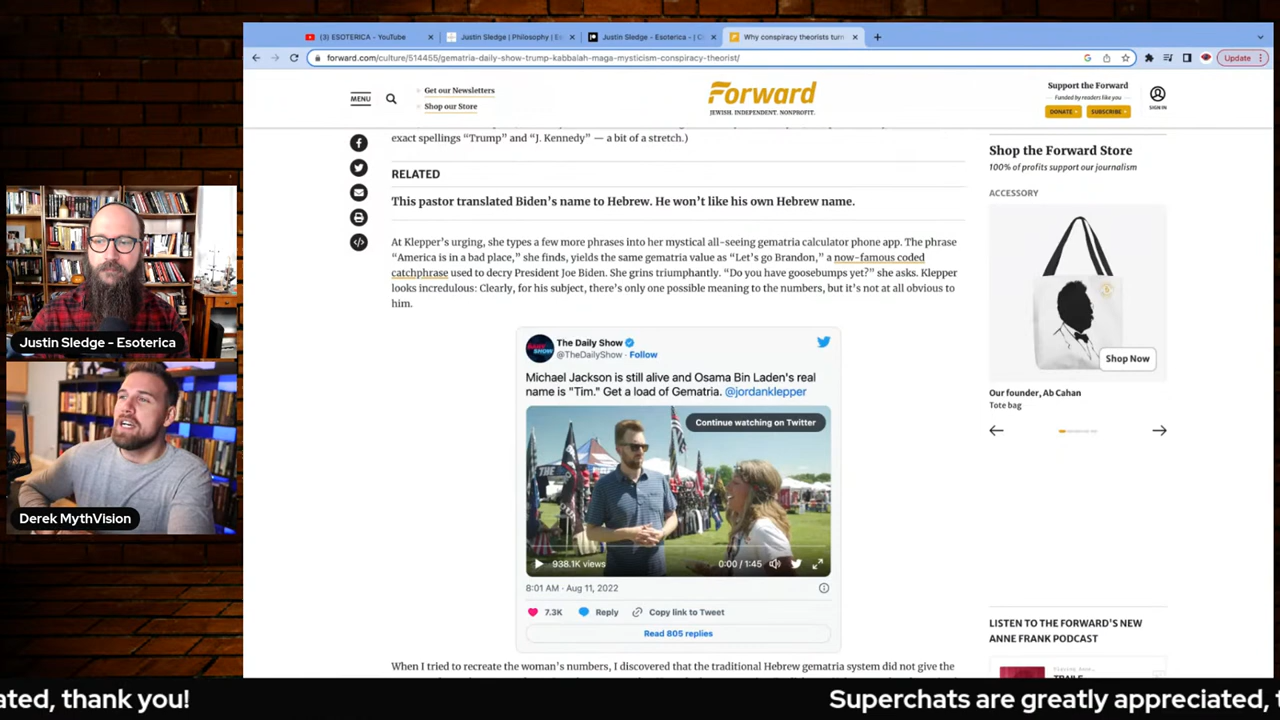 (3) ESOTERICA - YouTube
Justin Sledge | Philosophy | Es
Justin Sledge - Esoterica - | C
Why conspiracy theorists turn
forward.com/culture/514455/gematria-daily-show-trump-kabbalah-maga-mysticism-conspiracy-theorist/
Update
MENU
Get our Newsletters
Shop our Store
Forward
JEWISH. INDEPENDENT. NONPROFIT.
Support the Forward
Funded by readers like you
DONATE
SUBSCRIBE
SIGN IN
exact spellings “Trump” and “J. Kennedy” — a bit of a stretch.)
RELATED
This pastor translated Biden’s name to Hebrew. He won’t like his own Hebrew name.
At Klepper’s urging, she types a few more phrases into her mystical all-seeing gematria calculator phone app. The phrase
“America is in a bad place,” she finds, yields the same gematria value as “Let’s go Brandon,” a now-famous coded
catchphrase used to decry President Joe Biden. She grins triumphantly. “Do you have goosebumps yet?” she asks. Klepper
looks incredulous: Clearly, for his subject, there’s only one possible meaning to the numbers, but it’s not at all obvious to
him.
The Daily Show
@TheDailyShow · Follow
Michael Jackson is still alive and Osama Bin Laden's real
name is "Tim." Get a load of Gematria. @jordanklepper
Continue watching on Twitter
938.1K views
0:00 / 1:45
8:01 AM · Aug 11, 2022
7.3K
Reply
Copy link to Tweet
Read 805 replies
When I tried to recreate the woman’s numbers, I discovered that the traditional Hebrew gematria system did not give the
Shop the Forward Store
100% of profits support our journalism
ACCESSORY
Shop Now
Our founder, Ab Cahan
Tote bag
LISTEN TO THE FORWARD’S NEW
ANNE FRANK PODCAST
Justin Sledge - Esoterica
Derek MythVision
ated, thank you!
Superchats are greatly appreciated, t